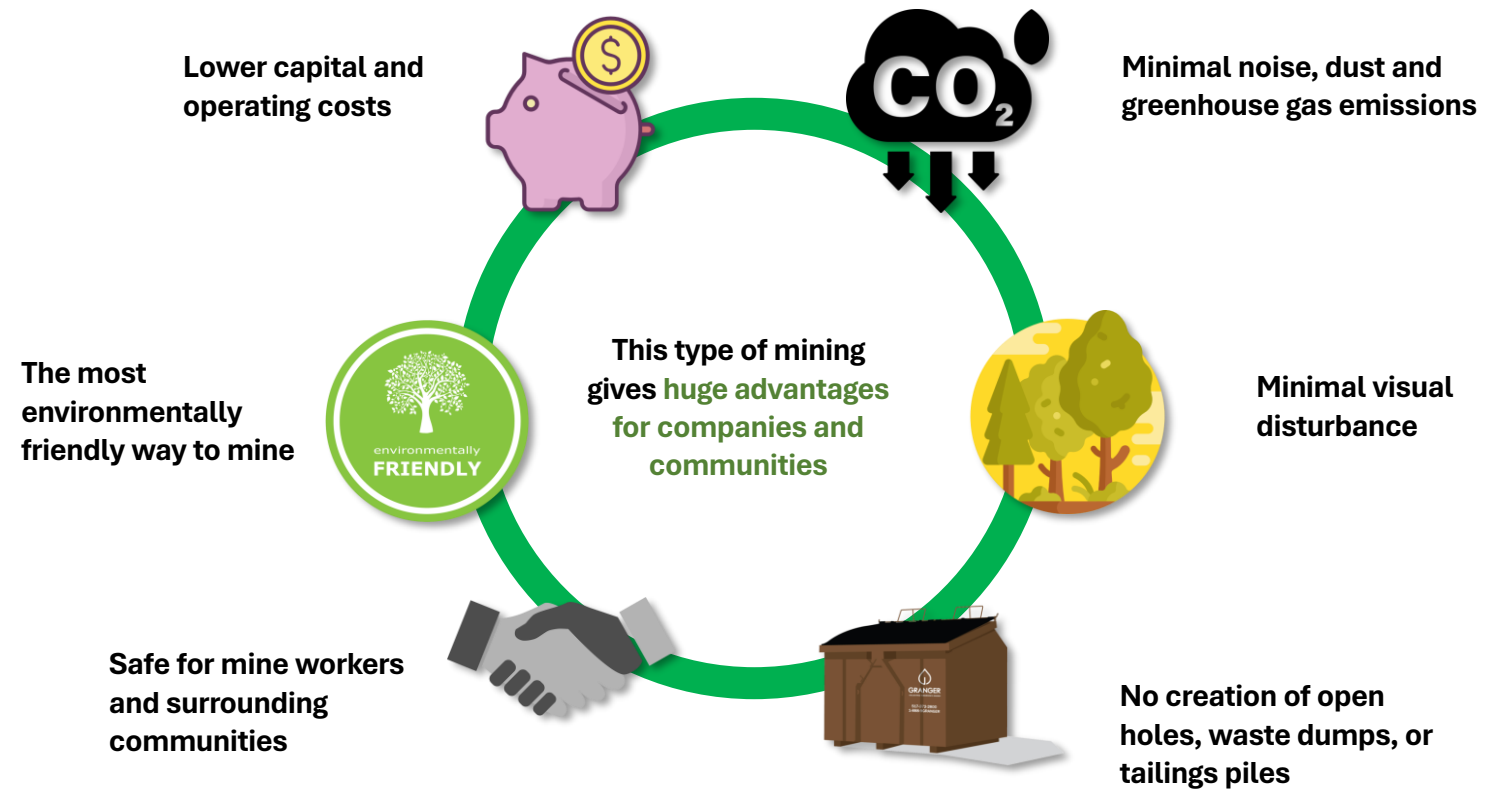 Lower capital and
operating costs
$
CO₂
Minimal noise, dust and
greenhouse gas emissions
The most
environmentally
friendly way to mine
environmentally
FRIENDLY
This type of mining
gives huge advantages
for companies and
communities
Minimal visual
disturbance
Safe for mine workers
and surrounding
communities
GRANGER
No creation of open
holes, waste dumps, or
tailings piles